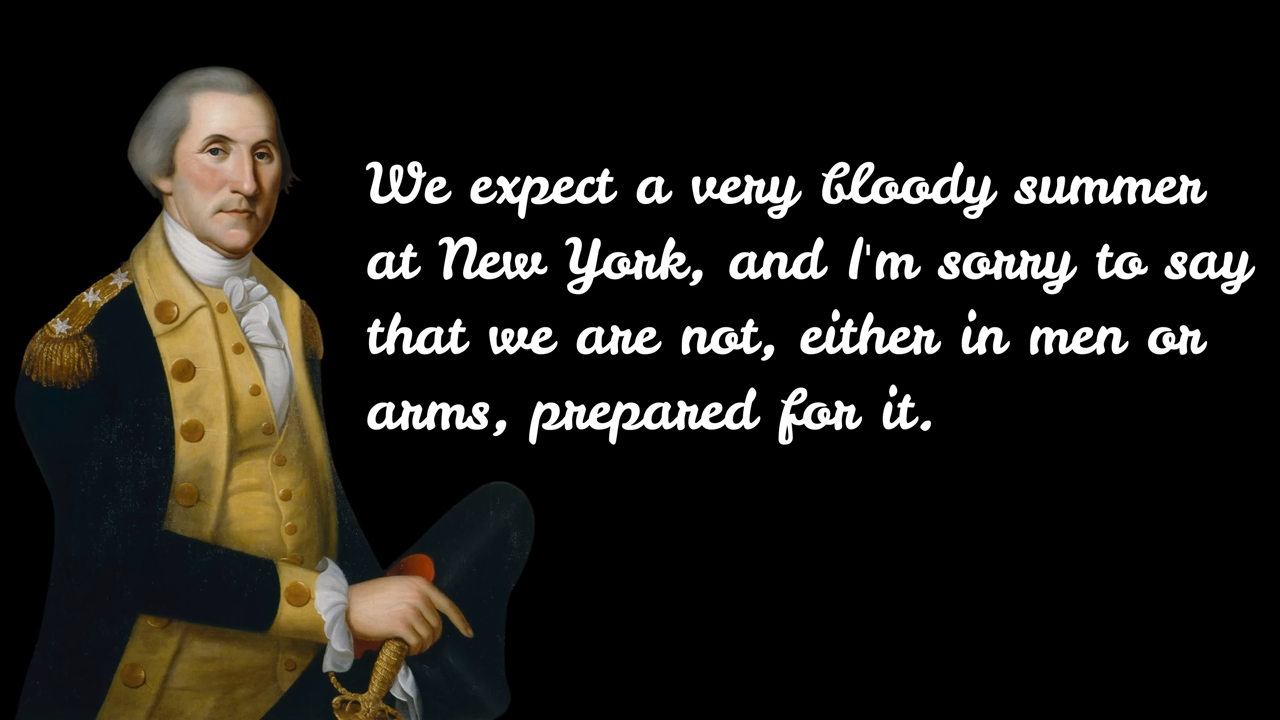 We expect a very bloody summer
at New York, and I'm sorry to say
that we are not, either in men or
arms, prepared for it.